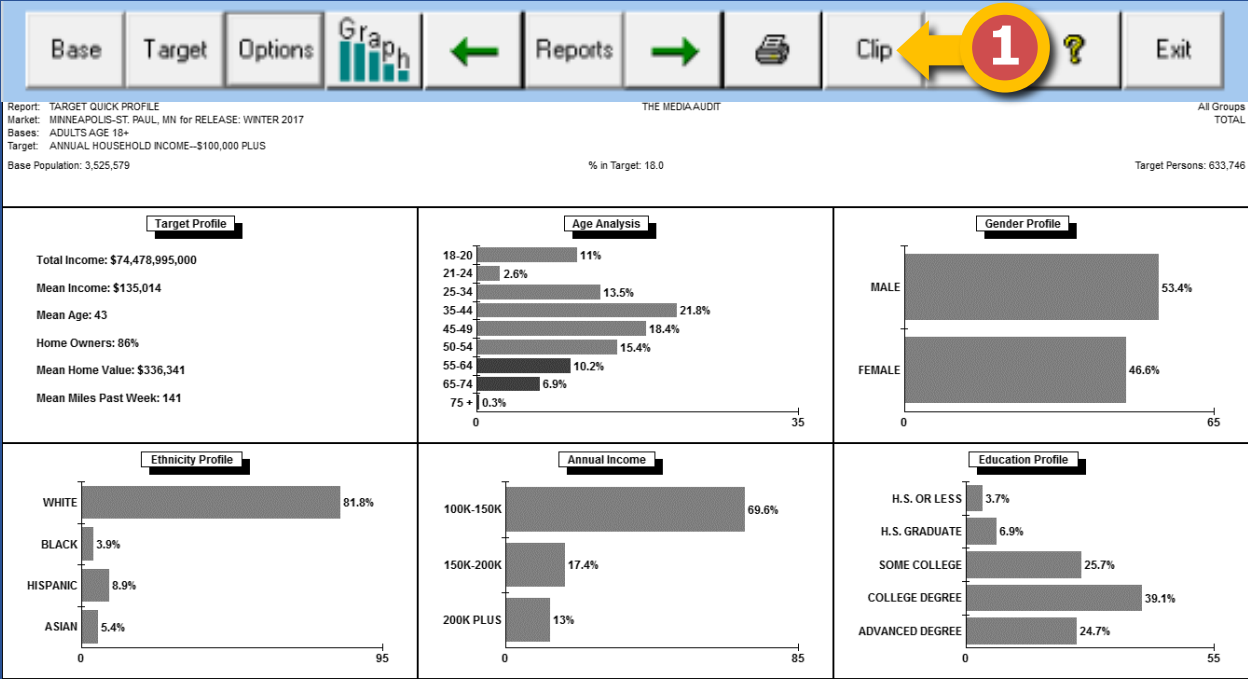 Base
Target
Options
Graph
Reports
Clip
1
?
Exit
Report: TARGET QUICK PROFILE
THE MEDIA AUDIT
All Groups
Market: MINNEAPOLIS-ST. PAUL, MN for RELEASE: WINTER 2017
TOTAL
Bases: ADULTS AGE 18+
Target: ANNUAL HOUSEHOLD INCOME--$100,000 PLUS
Base Population: 3,525,579
% in Target: 18.0
Target Persons: 633,746
Target Profile
Total Income: $74,478,995,000
Mean Income: $135,014
Mean Age: 43
Home Owners: 86%
Mean Home Value: $336,341
Mean Miles Past Week: 141
Age Analysis
18-20 11%
21-24 2.6%
25-34 13.5%
35-44 21.8%
45-49 18.4%
50-54 15.4%
55-64 10.2%
65-74 6.9%
75 + 0.3%
0 35
Gender Profile
MALE 53.4%
FEMALE 46.6%
0 65
Ethnicity Profile
WHITE 81.8%
BLACK 3.9%
HISPANIC 8.9%
ASIAN 5.4%
0 95
Annual Income
100K-150K 69.6%
150K-200K 17.4%
200K PLUS 13%
0 85
Education Profile
H.S. OR LESS 3.7%
H.S. GRADUATE 6.9%
SOME COLLEGE 25.7%
COLLEGE DEGREE 39.1%
ADVANCED DEGREE 24.7%
0 55